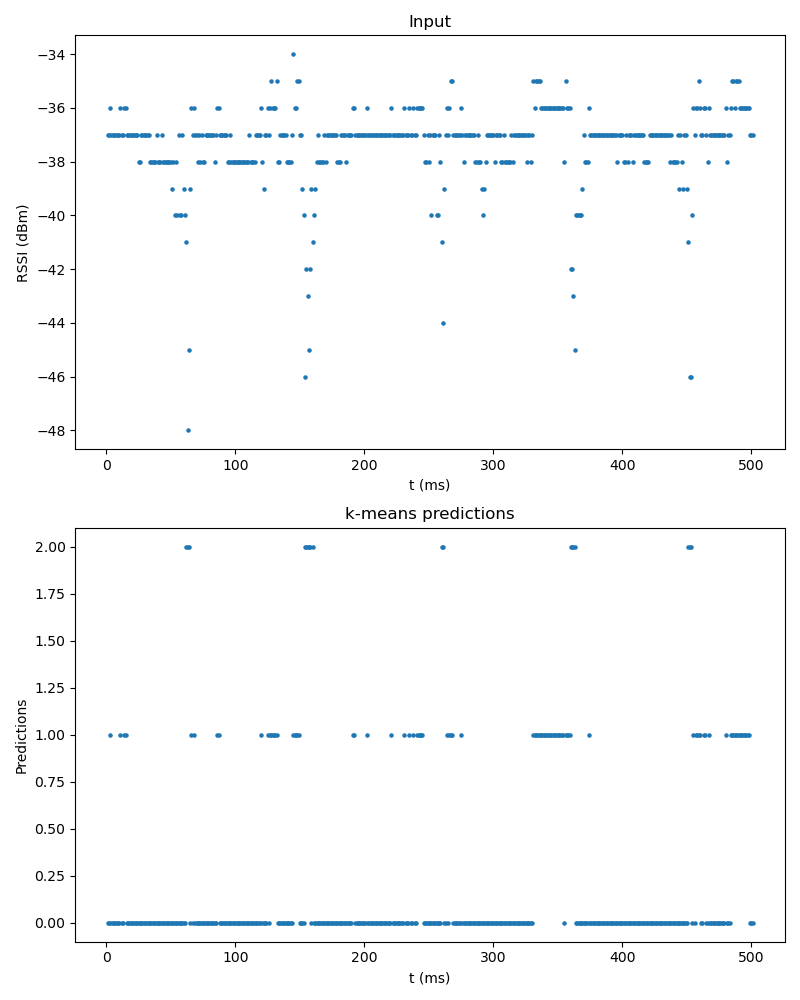 Input
−34
−36
−38
−40
−42
−44
−46
−48
RSSI (dBm)
0 100 200 300 400 500
t (ms)
k-means predictions
2.00
1.75
1.50
1.25
1.00
0.75
0.50
0.25
0.00
Predictions
0 100 200 300 400 500
t (ms)